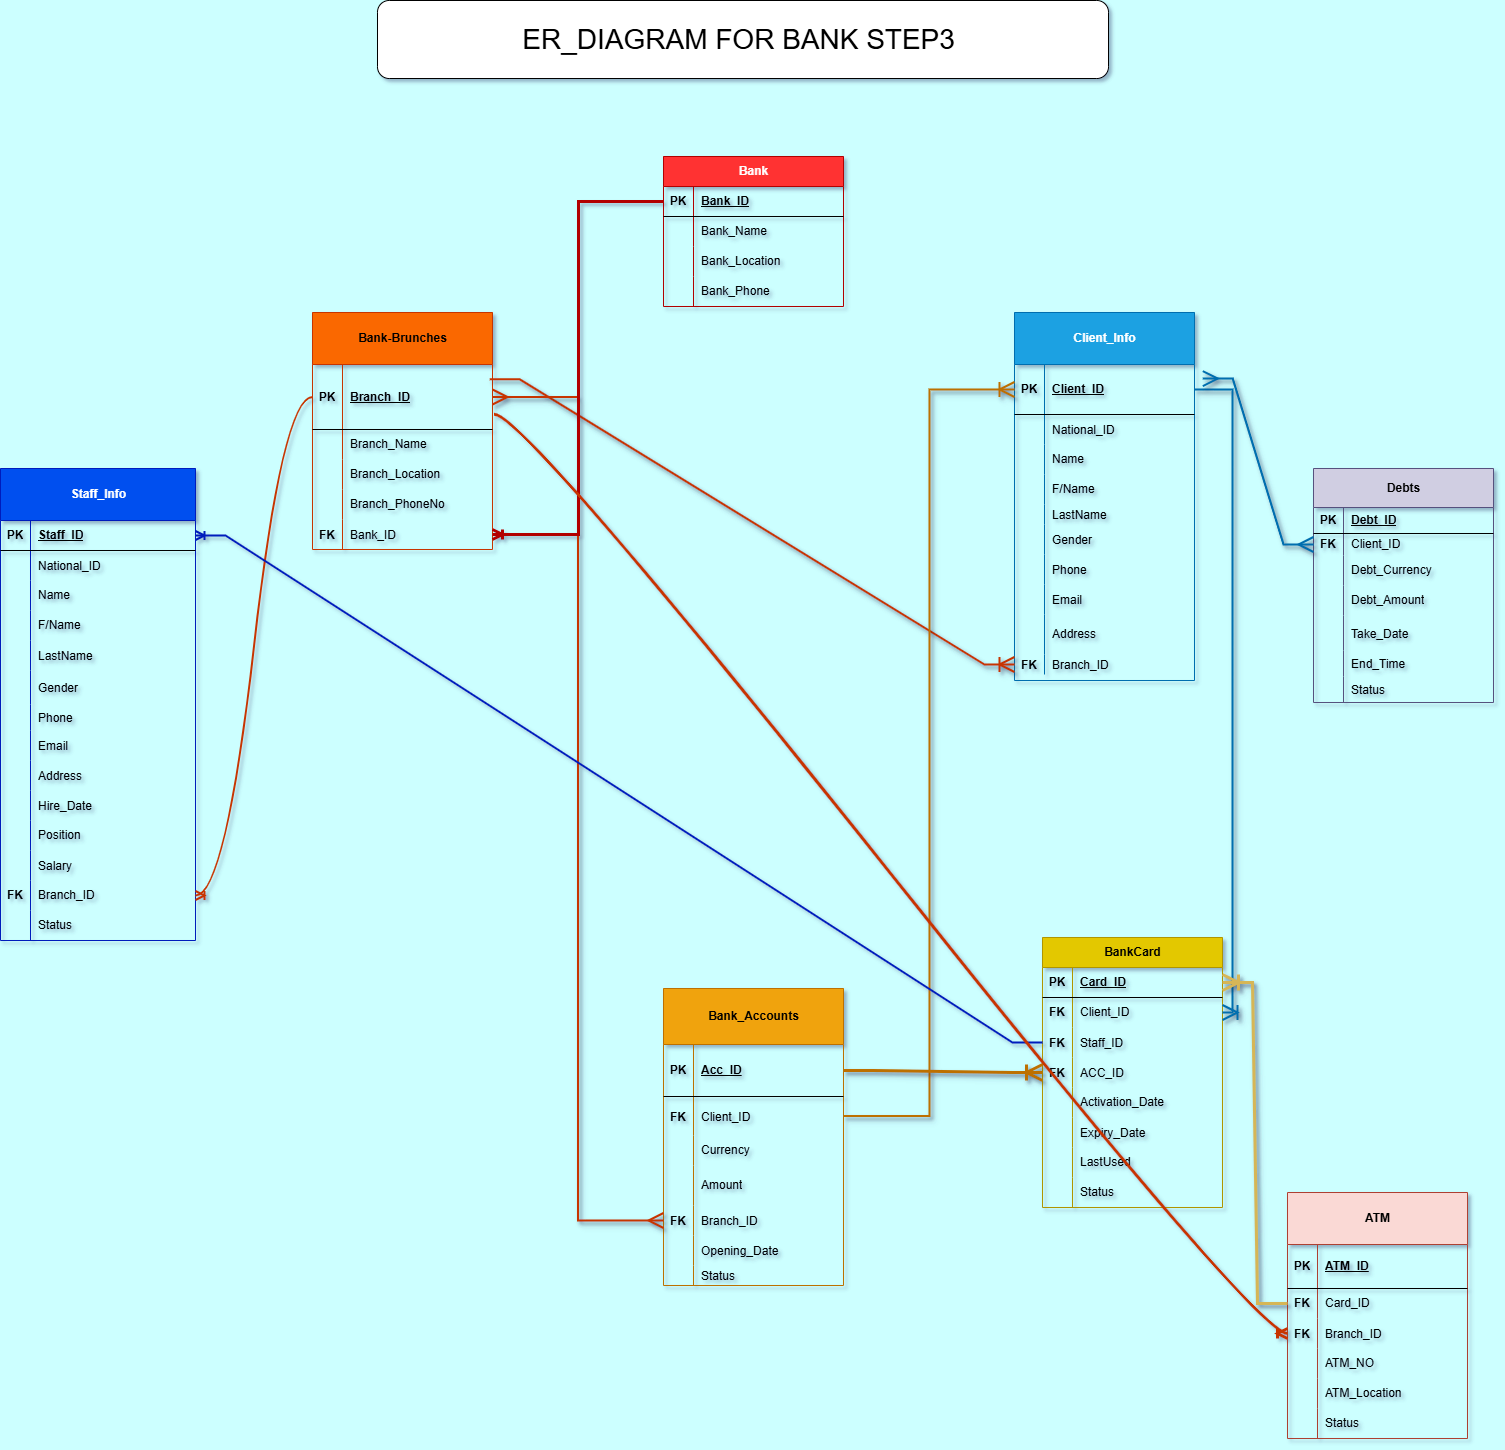 ER_DIAGRAM FOR BANK STEP3
Bank
PK Bank_ID
Bank_Name
Bank_Location
Bank_Phone
Bank-Brunches
PK Branch_ID
Branch_Name
Branch_Location
Branch_PhoneNo
FK Bank_ID
Client_Info
PK Client_ID
National_ID
Name
F/Name
LastName
Gender
Phone
Email
Address
FK Branch_ID
Staff_Info
PK Staff_ID
National_ID
Name
F/Name
LastName
Gender
Phone
Email
Address
Hire_Date
Position
Salary
FK Branch_ID
Status
Debts
PK Debt_ID
FK Client_ID
Debt_Currency
Debt_Amount
Take_Date
End_Time
Status
Bank_Accounts
PK Acc_ID
FK Client_ID
Currency
Amount
FK Branch_ID
Opening_Date
Status
BankCard
PK Card_ID
FK Client_ID
FK Staff_ID
FK ACC_ID
Activation_Date
Expiry_Date
LastUsed
Status
ATM
PK ATM_ID
FK Card_ID
FK Branch_ID
ATM_NO
ATM_Location
Status